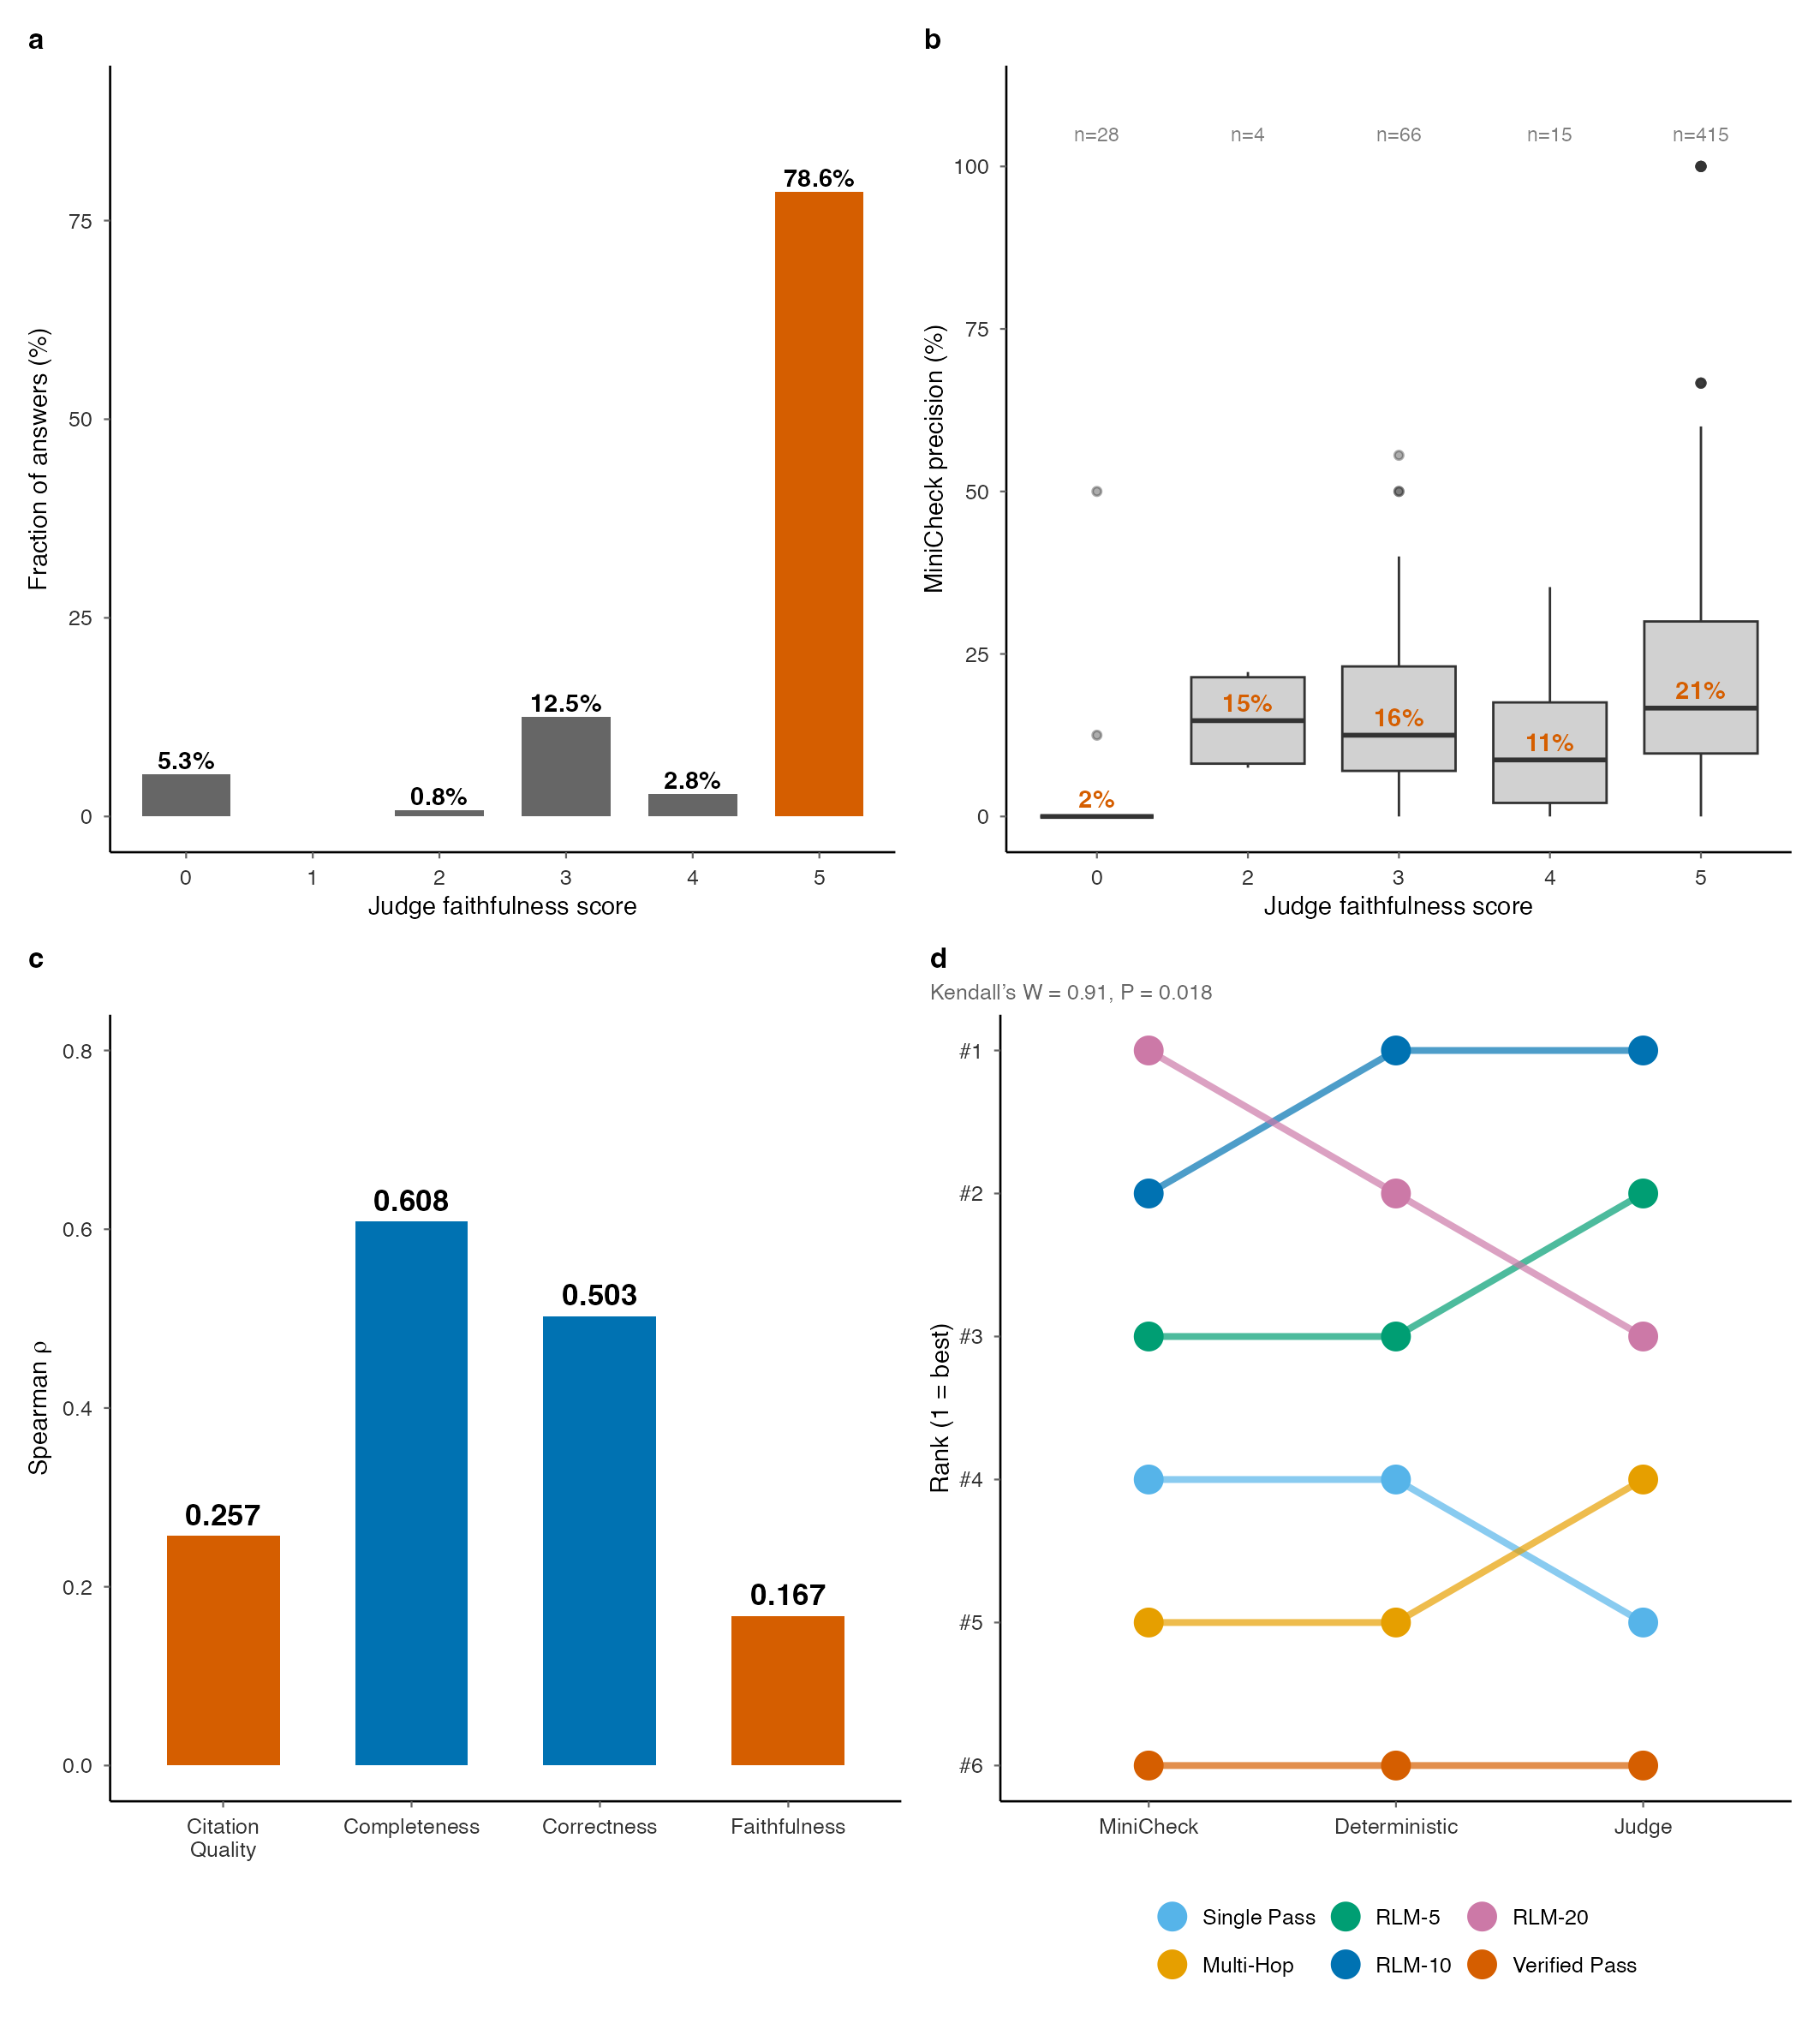 a
78.6%
12.5%
5.3%
2.8%
0.8%
75
50
25
0
Fraction of answers (%)
0 1 2 3 4 5
Judge faithfulness score
b
n=28 n=4 n=66 n=15 n=415
100
75
50
25
0
MiniCheck precision (%)
2% 15% 16% 11% 21%
0 2 3 4 5
Judge faithfulness score
c
0.8
0.6
0.4
0.2
0.0
Spearman ρ
0.257
0.608
0.503
0.167
Citation
Quality
Completeness
Correctness
Faithfulness
d
Kendall’s W = 0.91, P = 0.018
#1
#2
#3
#4
#5
#6
Rank (1 = best)
MiniCheck Deterministic Judge
Single Pass RLM-5 RLM-20
Multi-Hop RLM-10 Verified Pass